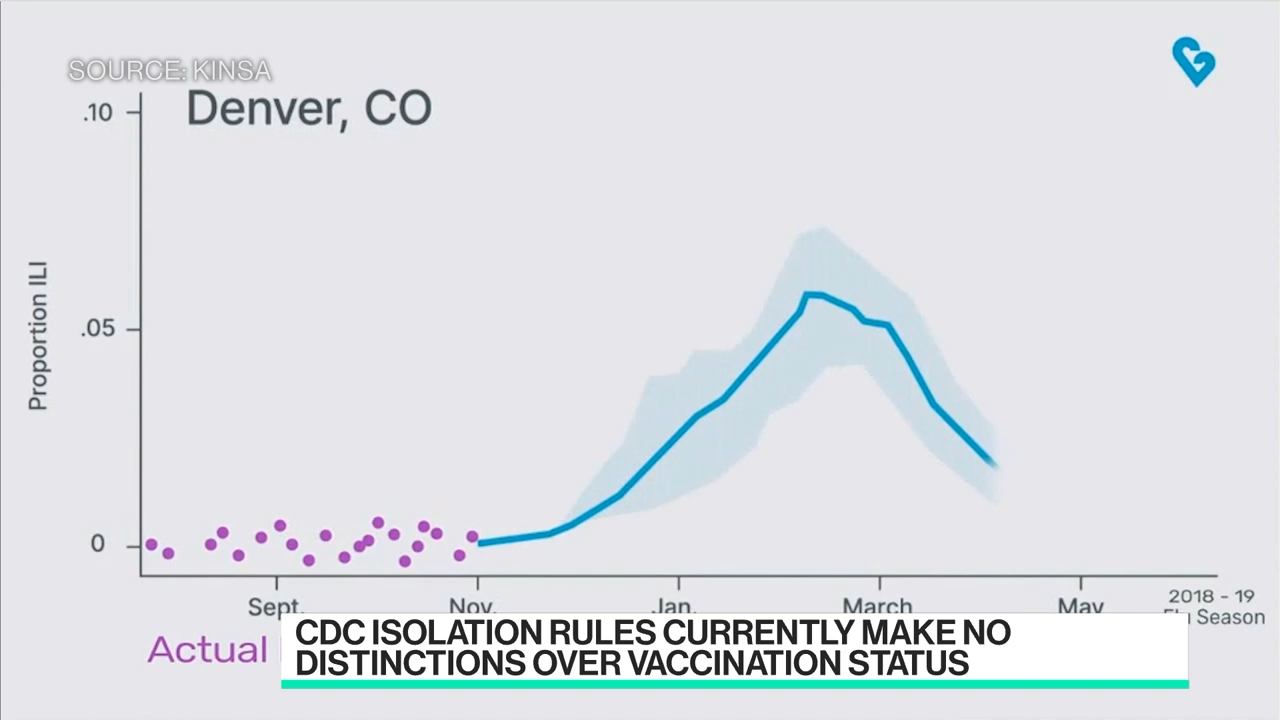 SOURCE: KINSA
Denver, CO
.10
.05
0
Proportion ILI
Sept.
Nov.
Jan.
March
May
2018 - 19
Flu Season
Actual
CDC ISOLATION RULES CURRENTLY MAKE NO
DISTINCTIONS OVER VACCINATION STATUS